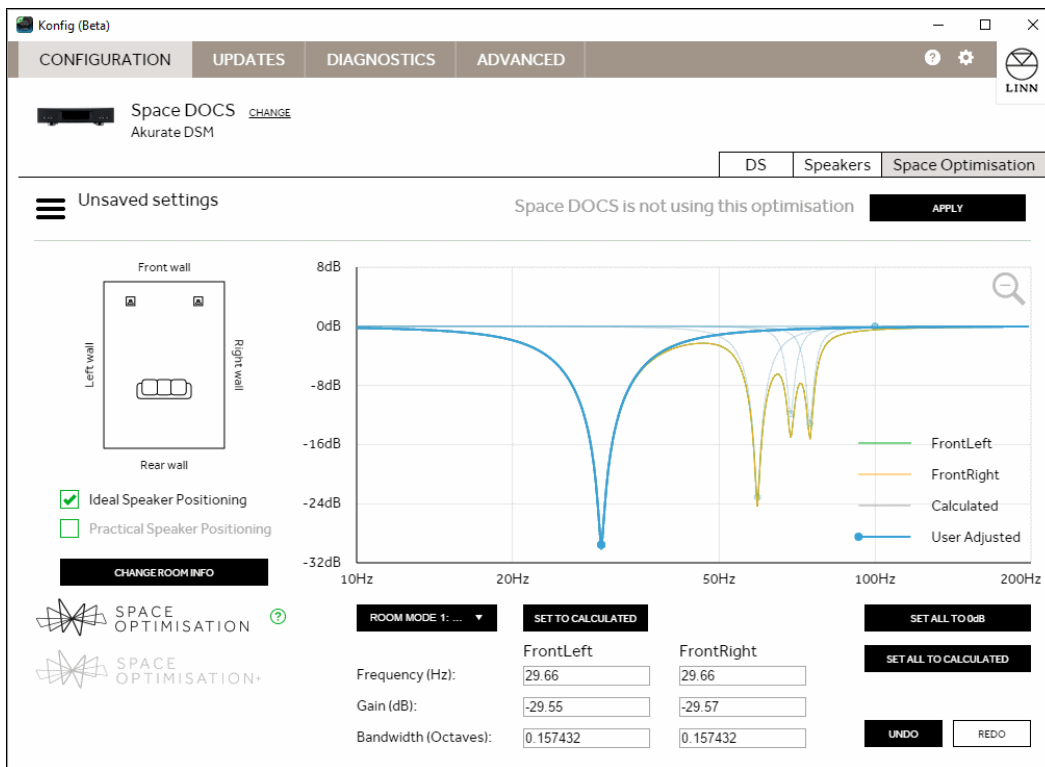 Konfig (Beta)
CONFIGURATION UPDATES DIAGNOSTICS ADVANCED ?
LINN
Space DOCS CHANGE
Akurate DSM
DS Speakers Space Optimisation
Unsaved settings Space DOCS is not using this optimisation APPLY
Front wall
Left wall
Right wall
Rear wall
8dB
0dB
-8dB
-16dB
-24dB
-32dB
10Hz 20Hz 50Hz 100Hz 200Hz
FrontLeft
FrontRight
Calculated
User Adjusted
Ideal Speaker Positioning
Practical Speaker Positioning
CHANGE ROOM INFO
SPACE
OPTIMISATION ?
SPACE
OPTIMISATION+
ROOM MODE 1: ... SET TO CALCULATED SET ALL TO 0dB
SET ALL TO CALCULATED
FrontLeft FrontRight
Frequency (Hz): 29.66 29.66
Gain (dB): -29.55 -29.57
Bandwidth (Octaves): 0.157432 0.157432
UNDO REDO